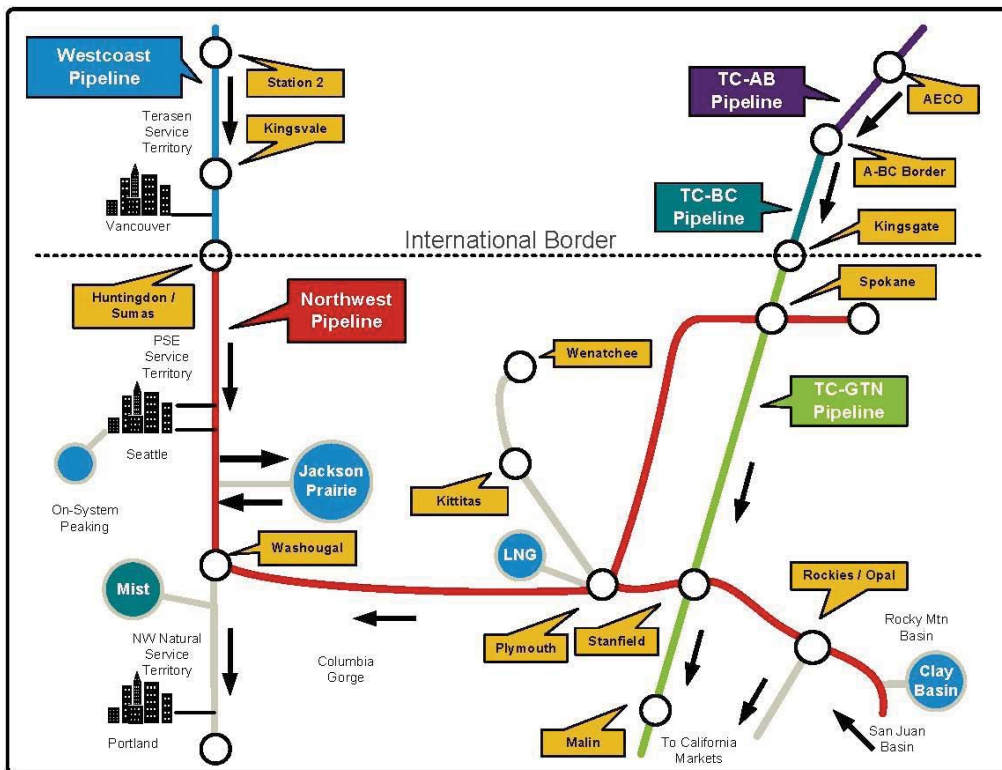 Westcoast
Pipeline
Station 2
Terasen
Service
Territory
Kingsvale
Vancouver
TC-AB
Pipeline
AECO
A-BC Border
TC-BC
Pipeline
Kingsgate
International Border
Huntingdon /
Sumas
Northwest
Pipeline
Spokane
PSE
Service
Territory
Wenatchee
TC-GTN
Pipeline
Seattle
Jackson
Prairie
Kittitas
On-System
Peaking
Washougal
LNG
Mist
Rockies / Opal
NW Natural
Service
Territory
Columbia
Gorge
Plymouth
Stanfield
Rocky Mtn
Basin
Clay
Basin
Portland
Malin
To California
Markets
San Juan
Basin